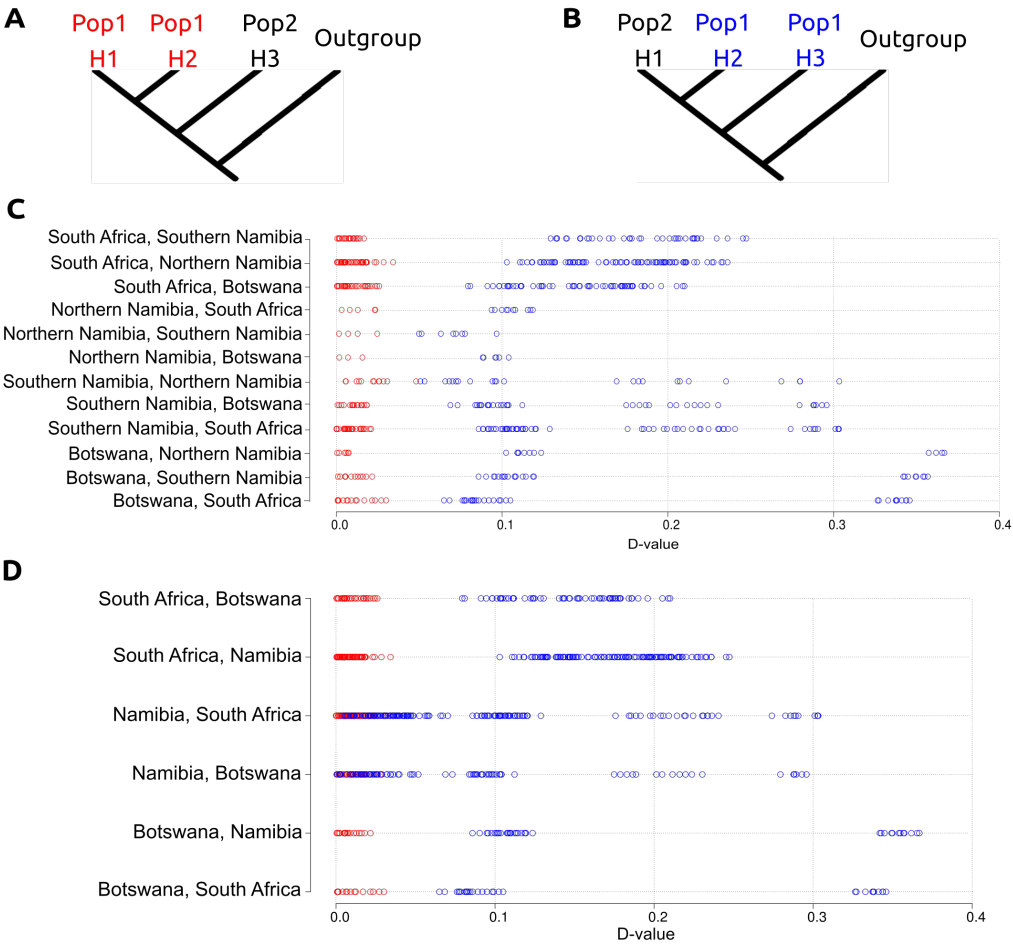 A
Pop1 Pop1 Pop2 Outgroup
H1 H2 H3
B
Pop2 Pop1 Pop1 Outgroup
H1 H2 H3
C
South Africa, Southern Namibia
South Africa, Northern Namibia
South Africa, Botswana
Northern Namibia, South Africa
Northern Namibia, Southern Namibia
Northern Namibia, Botswana
Southern Namibia, Northern Namibia
Southern Namibia, Botswana
Southern Namibia, South Africa
Botswana, Northern Namibia
Botswana, Southern Namibia
Botswana, South Africa
0.0 0.1 0.2 0.3 0.4
D-value
D
South Africa, Botswana
South Africa, Namibia
Namibia, South Africa
Namibia, Botswana
Botswana, Namibia
Botswana, South Africa
0.0 0.1 0.2 0.3 0.4
D-value